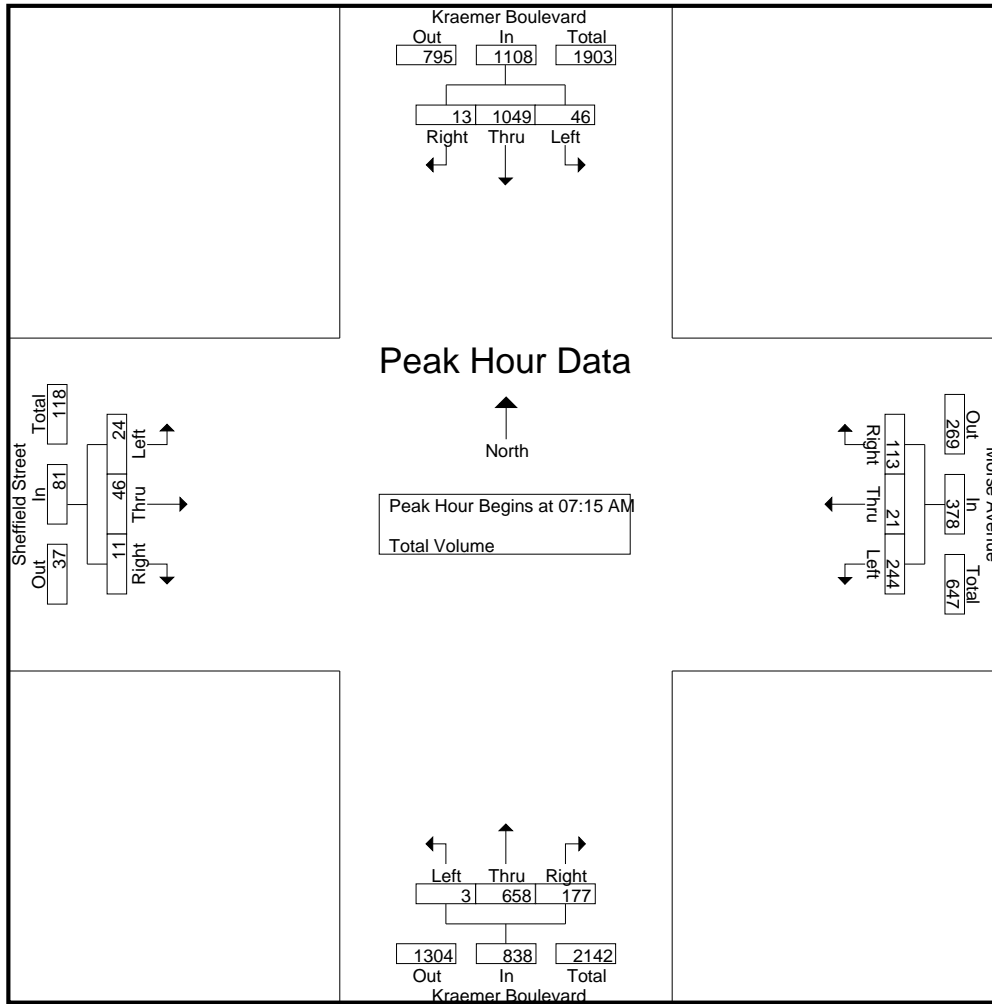 Kraemer Boulevard
Out In Total
795 1108 1903
13 1049 46
Right Thru Left
Peak Hour Data
North
Peak Hour Begins at 07:15 AM
Total Volume
Sheffield Street
Total In Out
118 81 37
24 46 11
Left Thru Right
Morse Avenue
Out In Total
269 378 647
113 21 244
Right Thru Left
Left Thru Right
3 658 177
1304 838 2142
Out In Total
Kraemer Boulevard